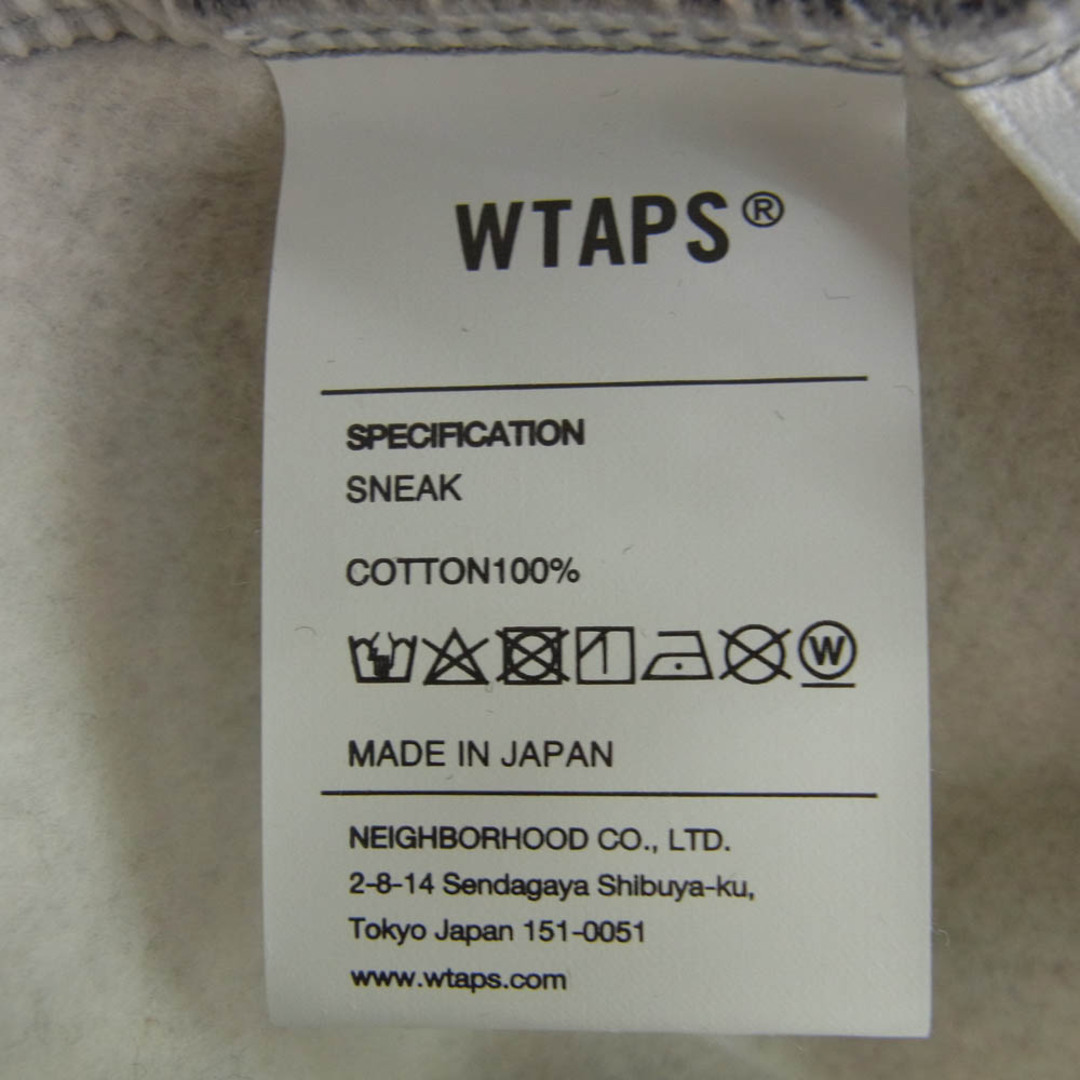 WTAPS®
SPECIFICATION
SNEAK
COTTON100%
W
MADE IN JAPAN
NEIGHBORHOOD CO., LTD.
2-8-14 Sendagaya Shibuya-ku,
Tokyo Japan 151-0051
www.wtaps.com